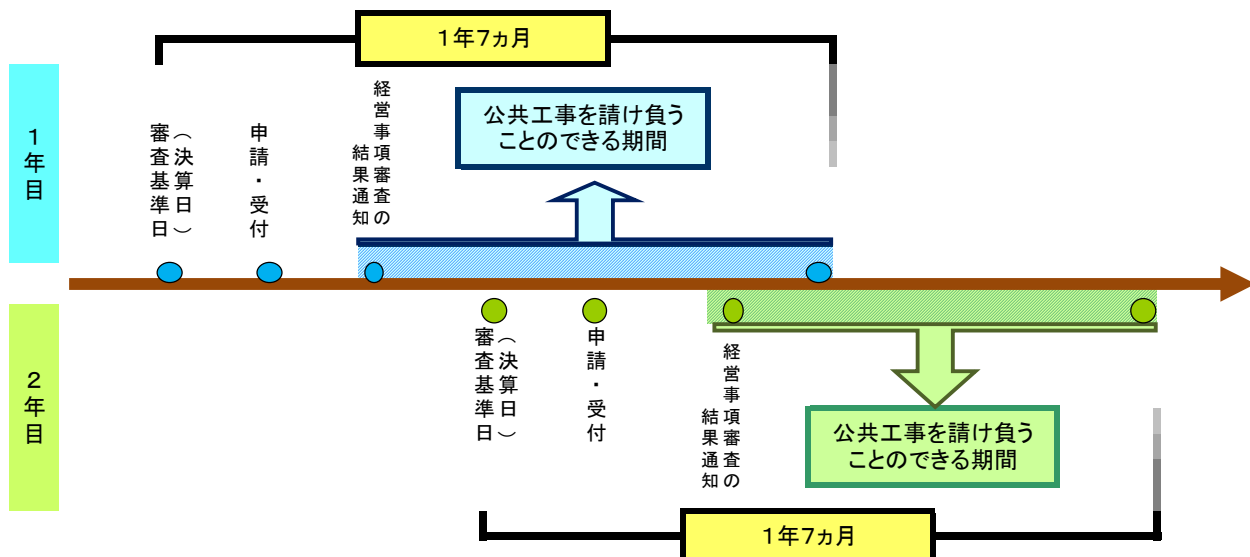 1年7ヵ月
1年目
審査基準日
（決算日）
申請・受付
経営事項審査の
結果通知
公共工事を請け負う
ことのできる期間
2年目
審査基準日
（決算日）
申請・受付
経営事項審査の
結果通知
公共工事を請け負う
ことのできる期間
1年7ヵ月